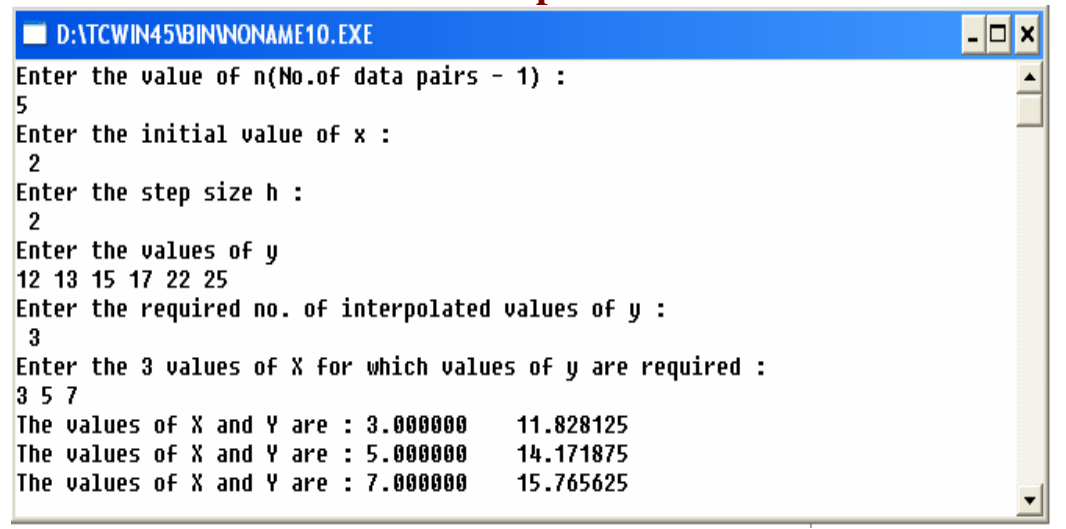 D:\TCWIN45\BIN\NONAME10.EXE
Enter the value of n(No.of data pairs - 1) :
5
Enter the initial value of x :
2
Enter the step size h :
2
Enter the values of y
12 13 15 17 22 25
Enter the required no. of interpolated values of y :
3
Enter the 3 values of X for which values of y are required :
3 5 7
The values of X and Y are : 3.000000 11.828125
The values of X and Y are : 5.000000 14.171875
The values of X and Y are : 7.000000 15.765625